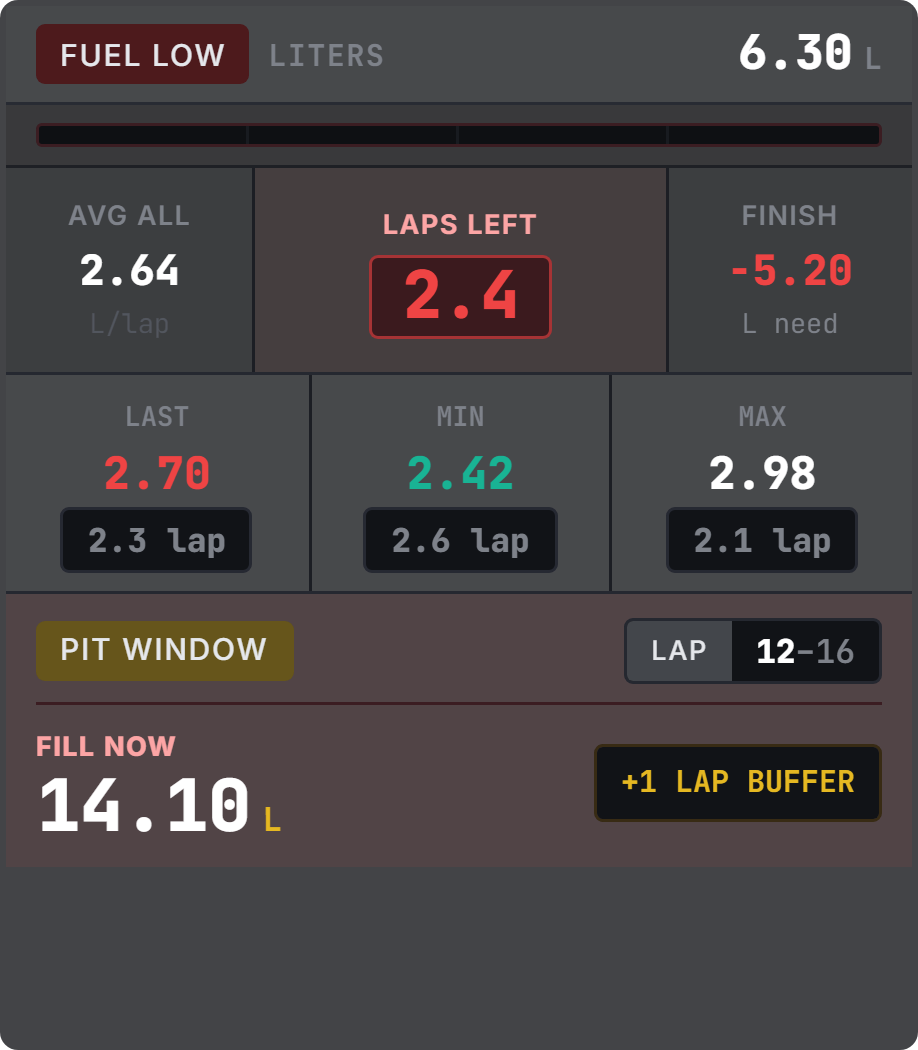 FUEL LOW LITERS 6.30 L
AVG ALL LAPS LEFT FINISH
2.64 2.4 -5.20
L/lap L need
LAST MIN MAX
2.70 2.42 2.98
2.3 lap 2.6 lap 2.1 lap
PIT WINDOW LAP 12–16
FILL NOW
14.10 L +1 LAP BUFFER